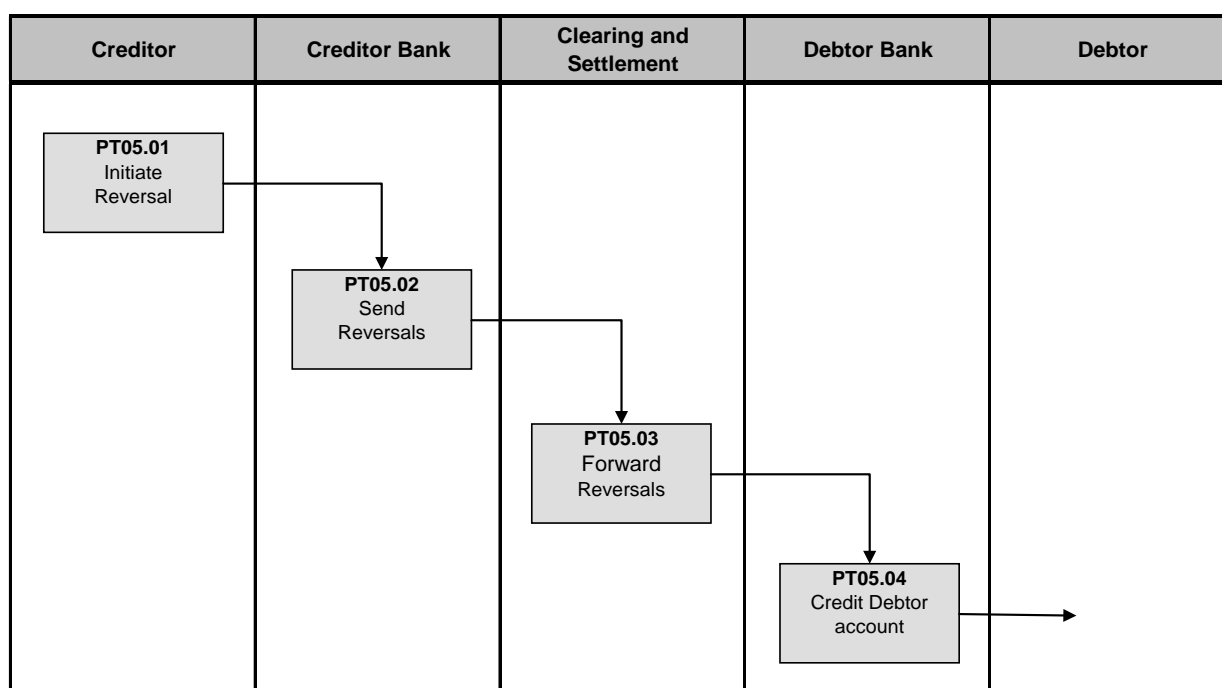 Creditor
Creditor Bank
Clearing and
Settlement
Debtor Bank
Debtor
PT05.01
Initiate
Reversal
PT05.02
Send
Reversals
PT05.03
Forward
Reversals
PT05.04
Credit Debtor
account